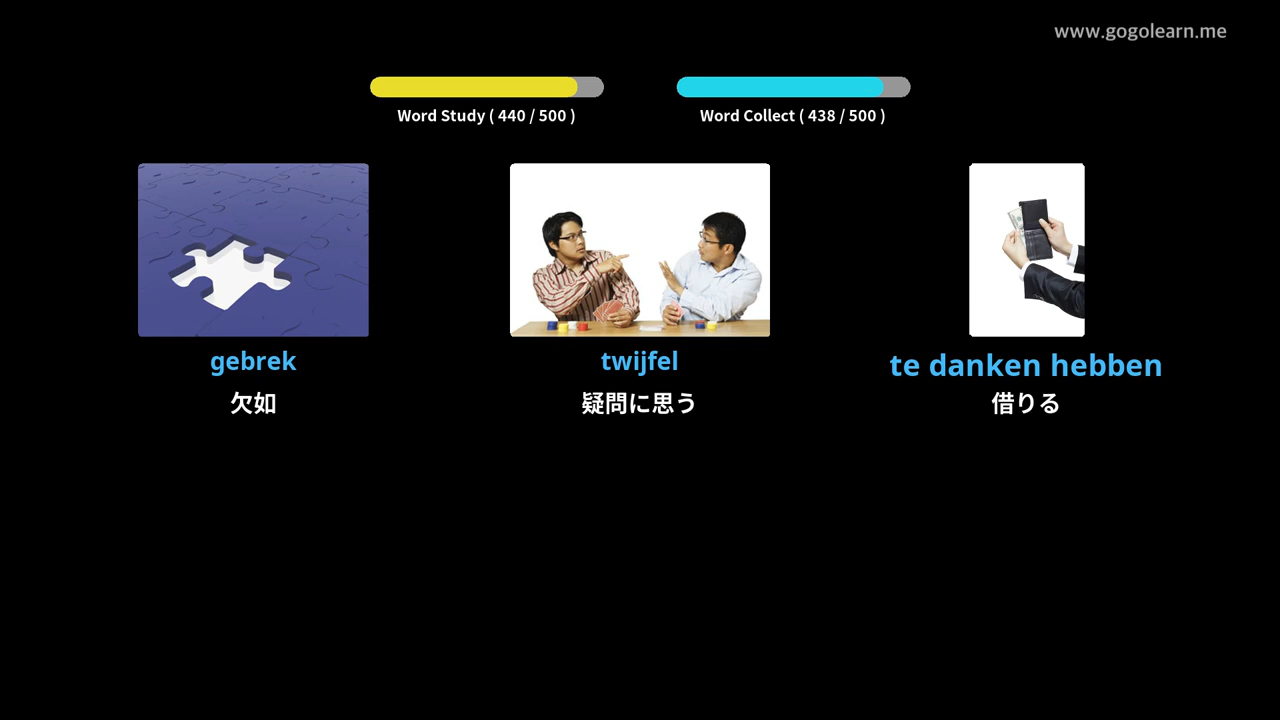 www.gogolearn.me
Word Study ( 440 / 500 )
Word Collect ( 438 / 500 )
gebrek
twijfel
te danken hebben
欠如
疑問に思う
借りる